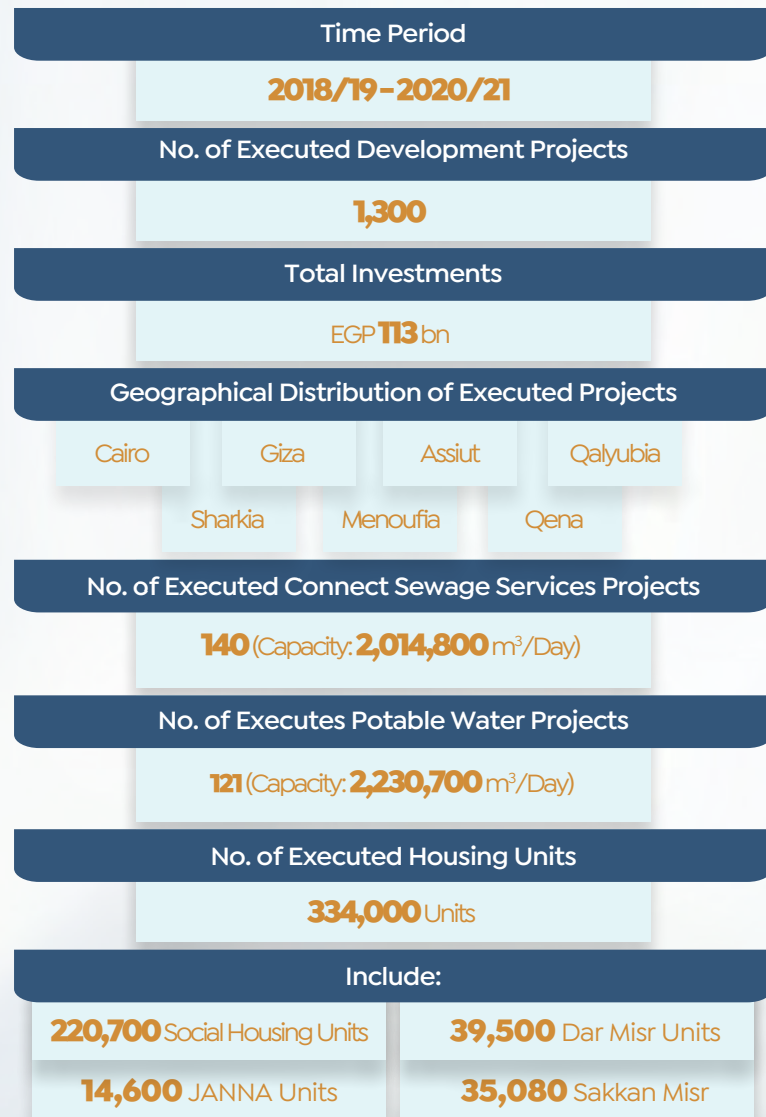 Time Period
2018/19-2020/21
No. of Executed Development Projects
1,300
Total Investments
EGP 113 bn
Geographical Distribution of Executed Projects
Cairo Giza Assiut Qalyubia
Sharkia Menoufia Qena
No. of Executed Connect Sewage Services Projects
140 (Capacity: 2,014,800 m³/Day)
No. of Executes Potable Water Projects
121 (Capacity: 2,230,700 m³/Day)
No. of Executed Housing Units
334,000 Units
Include:
220,700 Social Housing Units 39,500 Dar Misr Units
14,600 JANNA Units 35,080 Sakkan Misr